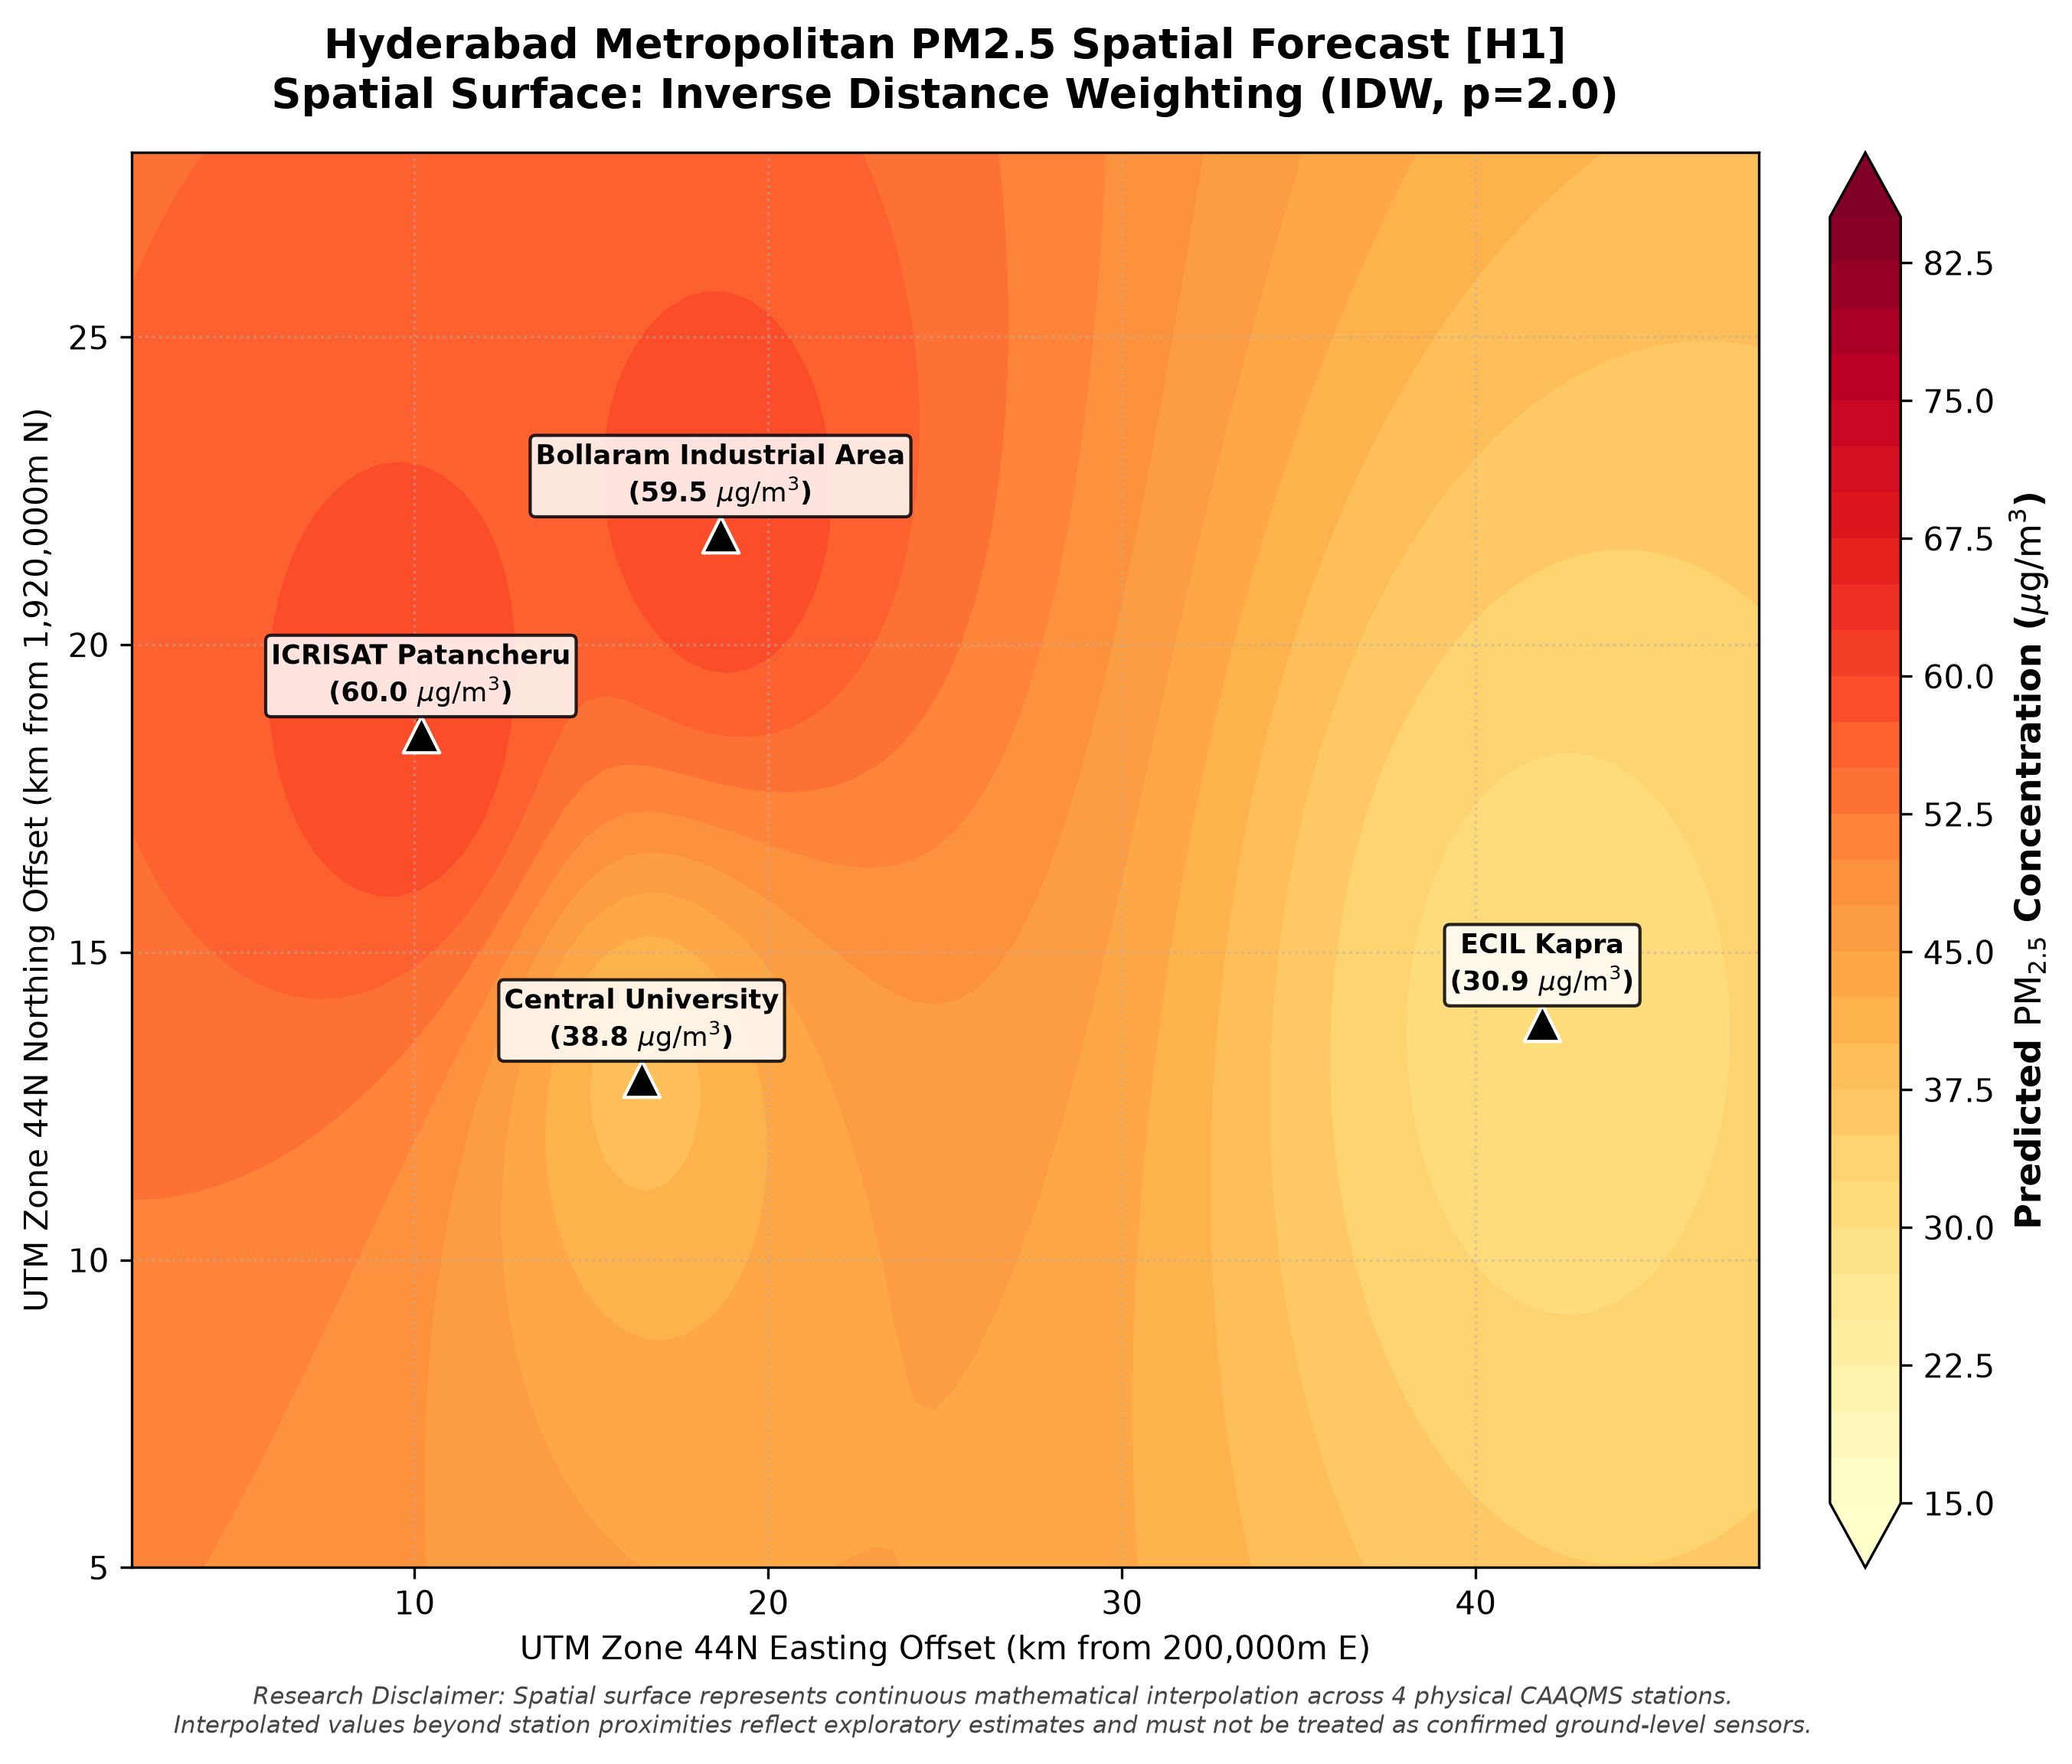 Hyderabad Metropolitan PM2.5 Spatial Forecast [H1]
Spatial Surface: Inverse Distance Weighting (IDW, p=2.0)
UTM Zone 44N Northing Offset (km from 1,920,000m N)
25
20
15
10
5
Bollaram Industrial Area
(59.5 μg/m³)
ICRISAT Patancheru
(60.0 μg/m³)
Central University
(38.8 μg/m³)
ECIL Kapra
(30.9 μg/m³)
10
20
30
40
UTM Zone 44N Easting Offset (km from 200,000m E)
82.5
75.0
67.5
60.0
52.5
45.0
37.5
30.0
22.5
15.0
Predicted PM₂.₅ Concentration (μg/m³)
Research Disclaimer: Spatial surface represents continuous mathematical interpolation across 4 physical CAAQMS stations.
Interpolated values beyond station proximities reflect exploratory estimates and must not be treated as confirmed ground-level sensors.